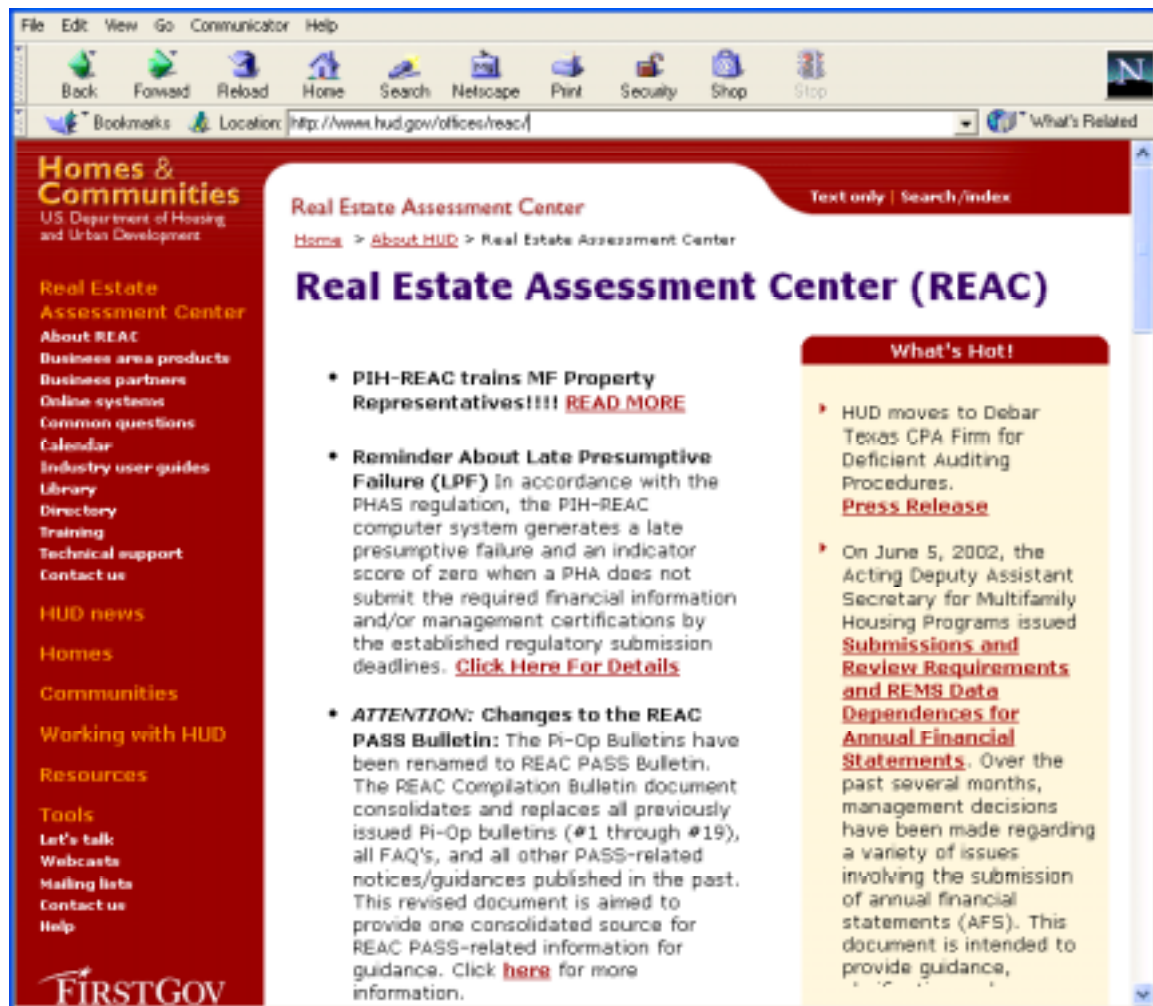 File Edit View Go Communicator Help
Back Forward Reload Home Search Netscape Print Security Shop Stop
N
Bookmarks Location: http://www.hud.gov/offices/reac/ What's Related
Homes &
Communities
U.S. Department of Housing
and Urban Development
Real Estate
Assessment Center
About REAC
Business area products
Business partners
Online systems
Common questions
Calendar
Industry user guides
Library
Directory
Training
Technical support
Contact us
HUD news
Homes
Communities
Working with HUD
Resources
Tools
Let's talk
Webcasts
Mailing lists
Contact us
Help
FIRSTGOV
Real Estate Assessment Center
Text only | Search/index
Home > About HUD > Real Estate Assessment Center
Real Estate Assessment Center (REAC)
• PIH-REAC trains MF Property
Representatives!!!! READ MORE
• Reminder About Late Presumptive
Failure (LPF) In accordance with the
PHAS regulation, the PIH-REAC
computer system generates a late
presumptive failure and an indicator
score of zero when a PHA does not
submit the required financial information
and/or management certifications by
the established regulatory submission
deadlines. Click Here For Details
• ATTENTION: Changes to the REAC
PASS Bulletin: The Pi-Op Bulletins have
been renamed to REAC PASS Bulletin.
The REAC Compilation Bulletin document
consolidates and replaces all previously
issued Pi-Op bulletins (#1 through #19),
all FAQ's, and all other PASS-related
notices/guidances published in the past.
This revised document is aimed to
provide one consolidated source for
REAC PASS-related information for
guidance. Click here for more
information.
What's Hot!
HUD moves to Debar
Texas CPA Firm for
Deficient Auditing
Procedures.
Press Release
On June 5, 2002, the
Acting Deputy Assistant
Secretary for Multifamily
Housing Programs issued
Submissions and
Review Requirements
and REMS Data
Dependences for
Annual Financial
Statements. Over the
past several months,
management decisions
have been made regarding
a variety of issues
involving the submission
of annual financial
statements (AFS). This
document is intended to
provide guidance,